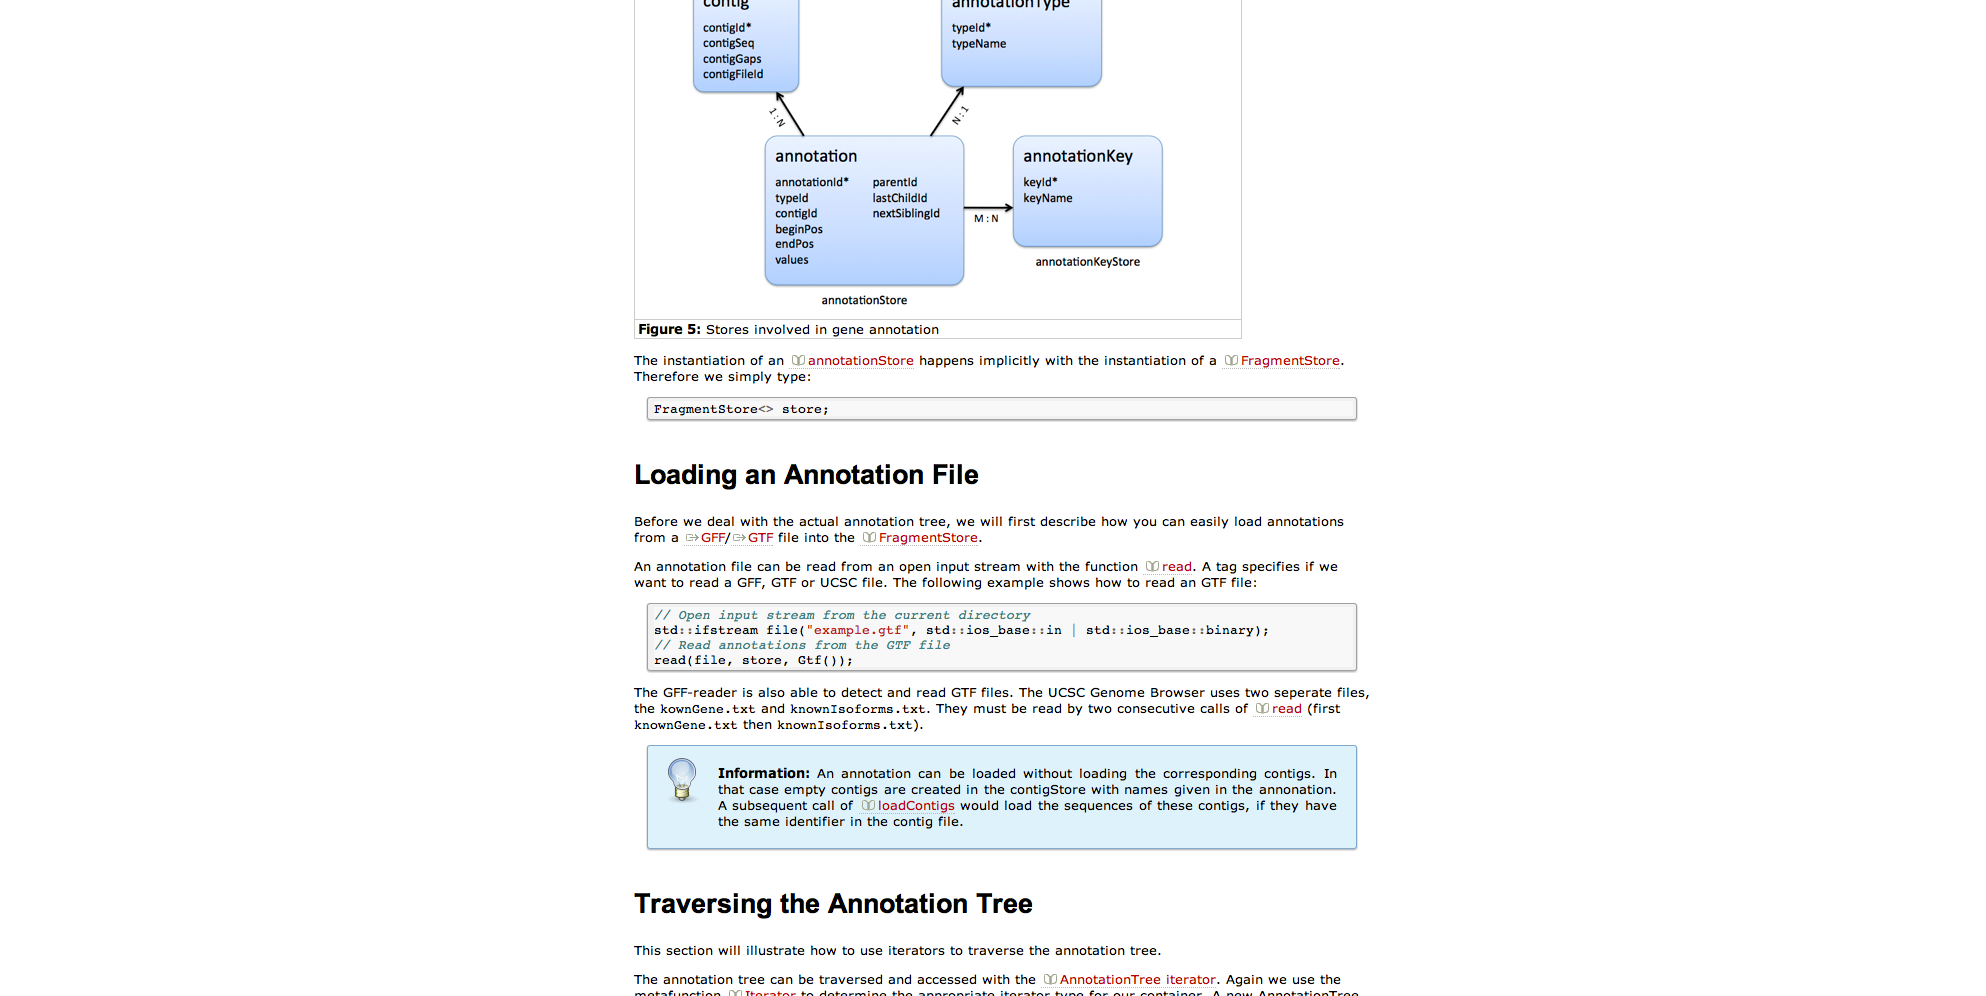 contig
annotationType
contigId*
contigSeq
contigGaps
contigFileId
typeId*
typeName
1:N
N:1
annotation
annotationId*
typeId
contigId
beginPos
endPos
values
parentId
lastChildId
nextSiblingId
M:N
annotationKey
keyId*
keyName
annotationKeyStore
annotationStore
Figure 5: Stores involved in gene annotation
The instantiation of an annotationStore happens implicitly with the instantiation of a FragmentStore.
Therefore we simply type:
FragmentStore<> store;
Loading an Annotation File
Before we deal with the actual annotation tree, we will first describe how you can easily load annotations
from a GFF/GTF file into the FragmentStore.
An annotation file can be read from an open input stream with the function read. A tag specifies if we
want to read a GFF, GTF or UCSC file. The following example shows how to read an GTF file:
// Open input stream from the current directory
std::ifstream file("example.gtf", std::ios_base::in | std::ios_base::binary);
// Read annotations from the GTF file
read(file, store, Gtf());
The GFF-reader is also able to detect and read GTF files. The UCSC Genome Browser uses two seperate files,
the kownGene.txt and knownIsoforms.txt. They must be read by two consecutive calls of read (first
knownGene.txt then knownIsoforms.txt).
Information: An annotation can be loaded without loading the corresponding contigs. In
that case empty contigs are created in the contigStore with names given in the annonation.
A subsequent call of loadContigs would load the sequences of these contigs, if they have
the same identifier in the contig file.
Traversing the Annotation Tree
This section will illustrate how to use iterators to traverse the annotation tree.
The annotation tree can be traversed and accessed with the AnnotationTree iterator. Again we use the
metafunction Iterator to determine the appropriate iterator type for our container. A new AnnotationTree